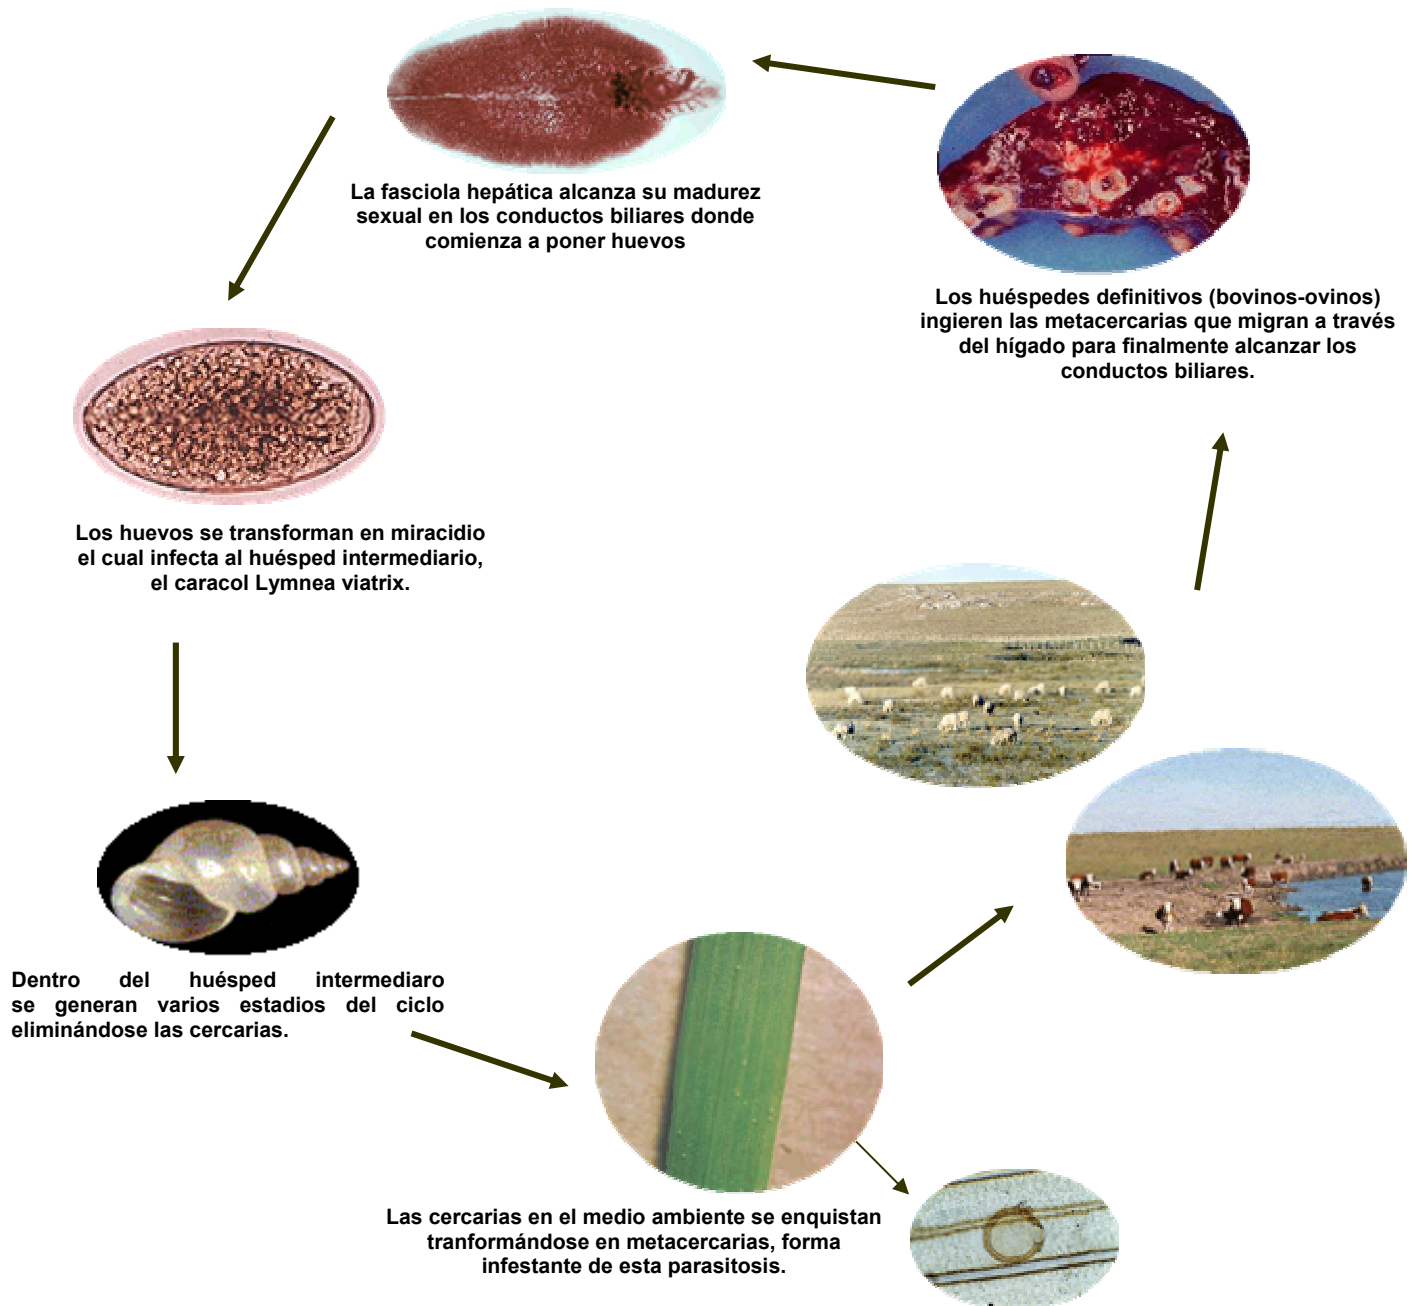 La fasciola hepática alcanza su madurez
sexual en los conductos biliares donde
comienza a poner huevos
Los huéspedes definitivos (bovinos-ovinos)
ingieren las metacercarias que migran a través
del hígado para finalmente alcanzar los
conductos biliares.
Los huevos se transforman en miracidio
el cual infecta al huésped intermediario,
el caracol Lymnea viatrix.
Dentro del huésped intermediaro
se generan varios estadios del ciclo
eliminándose las cercarias.
Las cercarias en el medio ambiente se enquistan
tranformándose en metacercarias, forma
infestante de esta parasitosis.